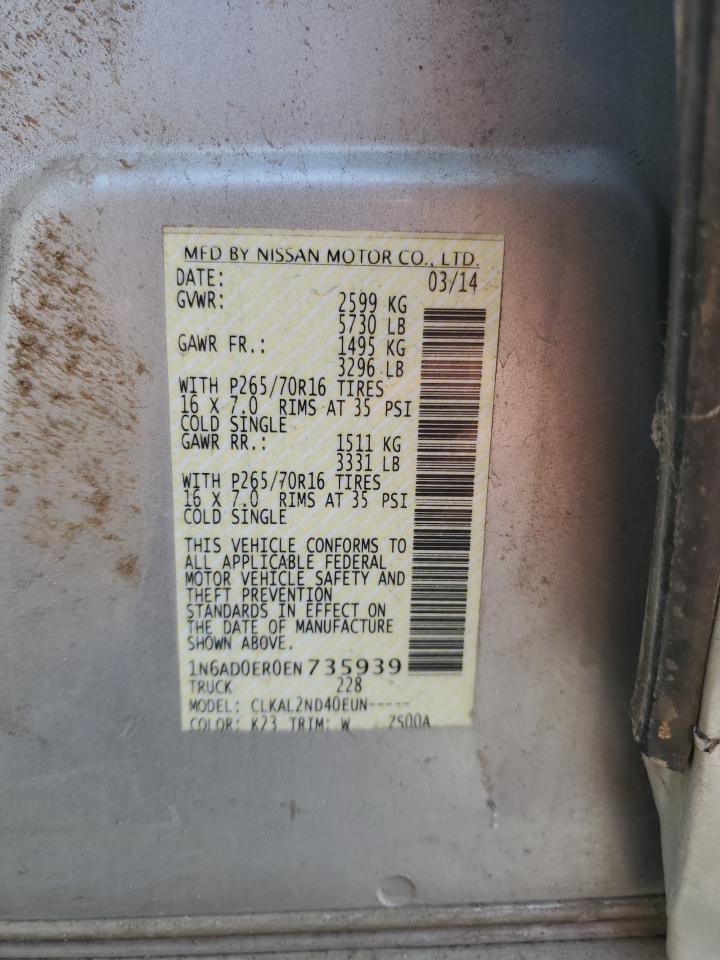 MFD BY NISSAN MOTOR CO., LTD.
DATE: 03/14
GVWR: 2599 KG
5730 LB
GAWR FR.: 1495 KG
3296 LB
WITH P265/70R16 TIRES
16 X 7.0 RIMS AT 35 PSI
COLD SINGLE
GAWR RR.: 1511 KG
3331 LB
WITH P265/70R16 TIRES
16 X 7.0 RIMS AT 35 PSI
COLD SINGLE
THIS VEHICLE CONFORMS TO
ALL APPLICABLE FEDERAL
MOTOR VEHICLE SAFETY AND
THEFT PREVENTION
STANDARDS IN EFFECT ON
THE DATE OF MANUFACTURE
SHOWN ABOVE.
1N6AD0ER0EN 735939
TRUCK 228
MODEL: CLKAL2ND40EUN-----
COLOR: K23 TRIM: W ZS00A